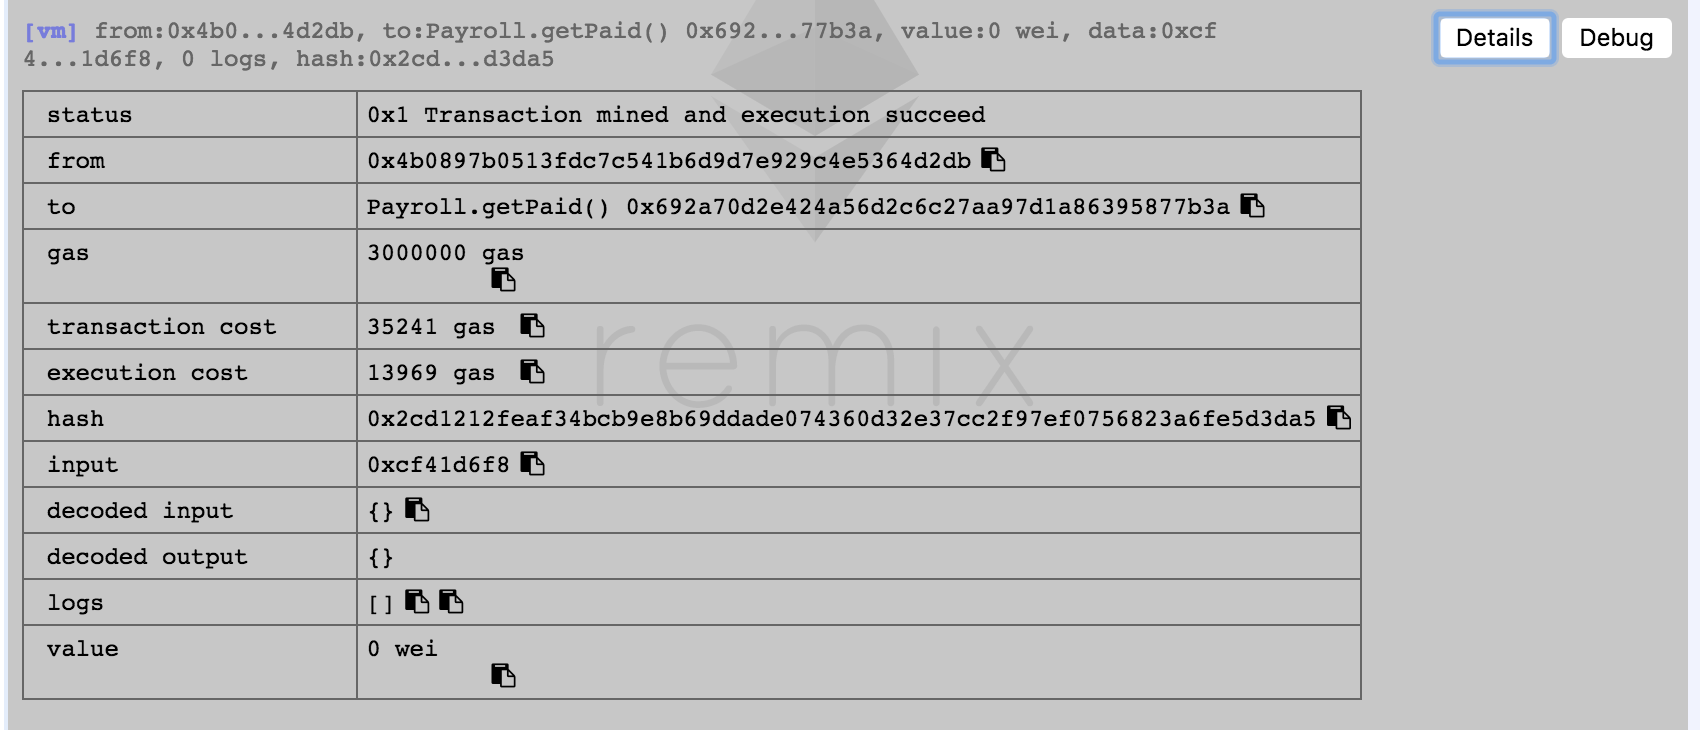 [vm] from:0x4b0...4d2db, to:Payroll.getPaid() 0x692...77b3a, value:0 wei, data:0xcf
4...1d6f8, 0 logs, hash:0x2cd...d3da5
Details Debug
status 0x1 Transaction mined and execution succeed
from 0x4b0897b0513fdc7c541b6d9d7e929c4e5364d2db
to Payroll.getPaid() 0x692a70d2e424a56d2c6c27aa97d1a86395877b3a
gas 3000000 gas
transaction cost 35241 gas
execution cost 13969 gas
hash 0x2cd1212feaf34bcb9e8b69ddade074360d32e37cc2f97ef0756823a6fe5d3da5
input 0xcf41d6f8
decoded input {}
decoded output {}
logs []
value 0 wei
remix